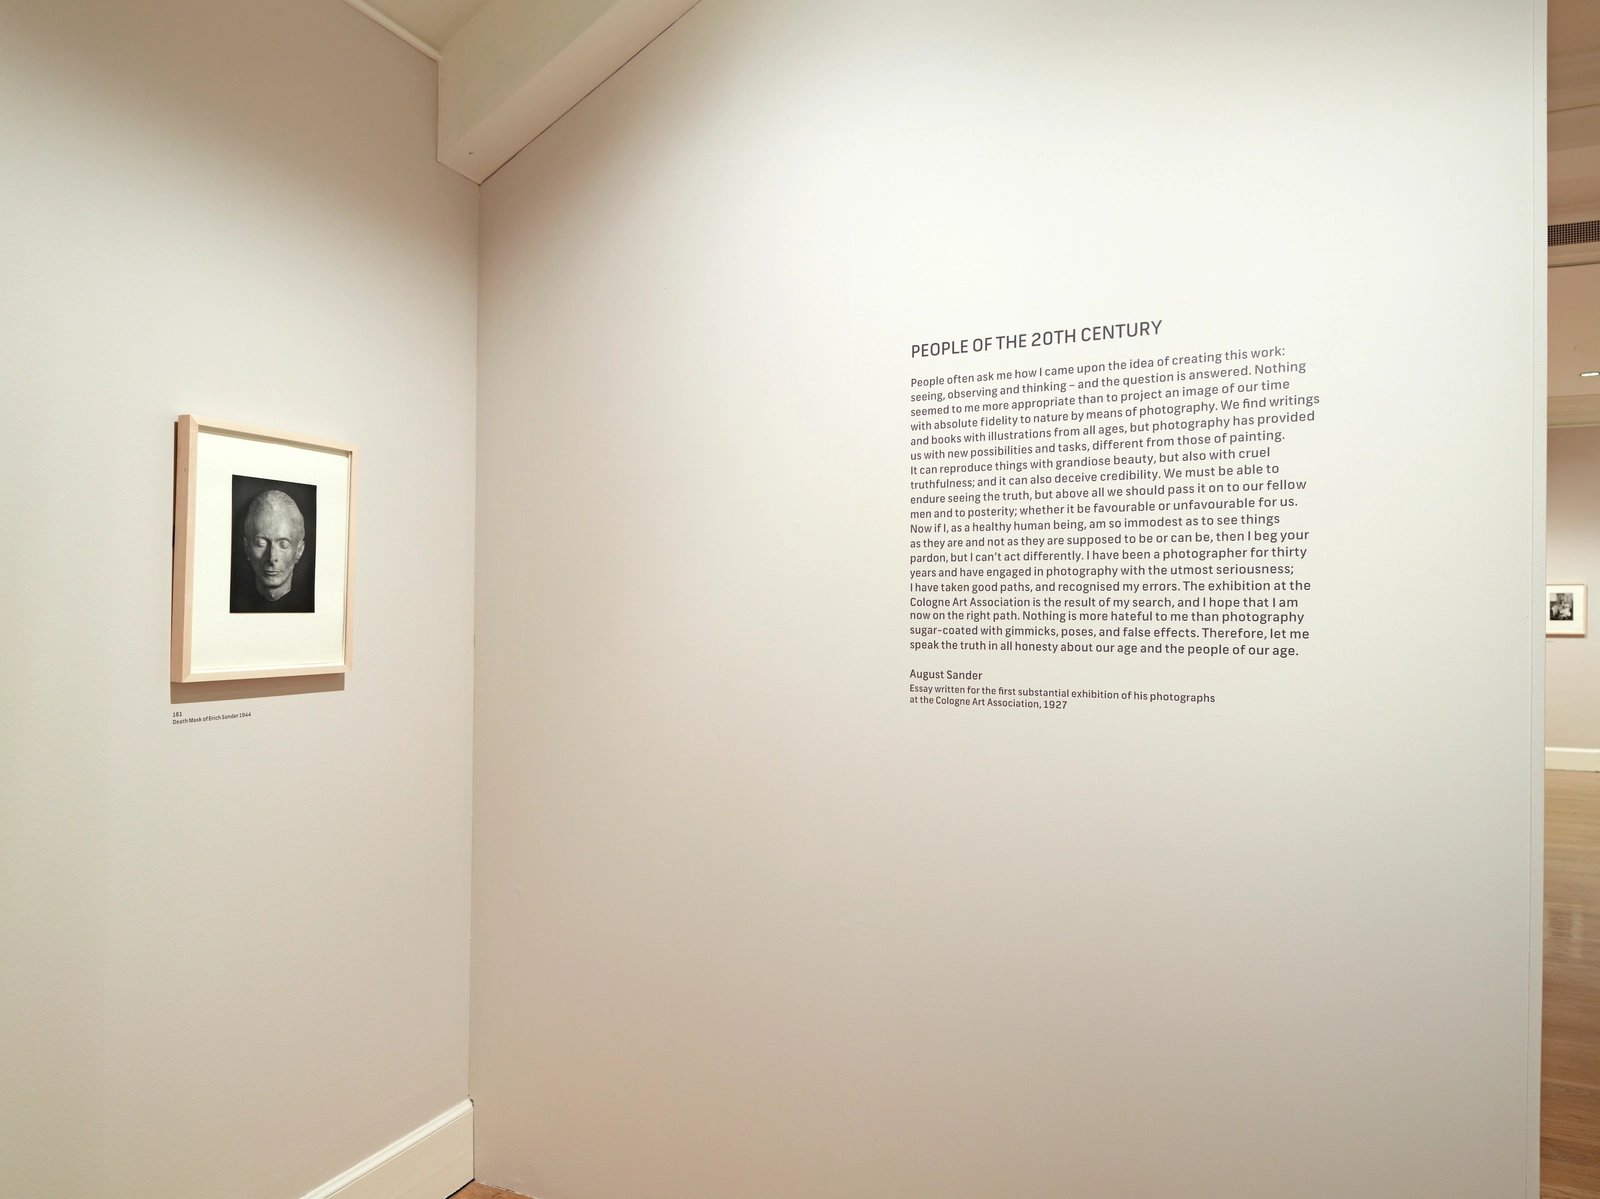 161
Death Mask of Erich Sander 1944
PEOPLE OF THE 20TH CENTURY
People often ask me how I came upon the idea of creating this work:
seeing, observing and thinking – and the question is answered. Nothing
seemed to me more appropriate than to project an image of our time
with absolute fidelity to nature by means of photography. We find writings
and books with illustrations from all ages, but photography has provided
us with new possibilities and tasks, different from those of painting.
It can reproduce things with grandiose beauty, but also with cruel
truthfulness; and it can also deceive credibility. We must be able to
endure seeing the truth, but above all we should pass it on to our fellow
men and to posterity; whether it be favourable or unfavourable for us.
Now if I, as a healthy human being, am so immodest as to see things
as they are and not as they are supposed to be or can be, then I beg your
pardon, but I can't act differently. I have been a photographer for thirty
years and have engaged in photography with the utmost seriousness;
I have taken good paths, and recognised my errors. The exhibition at the
Cologne Art Association is the result of my search, and I hope that I am
now on the right path. Nothing is more hateful to me than photography
sugar-coated with gimmicks, poses, and false effects. Therefore, let me
speak the truth in all honesty about our age and the people of our age.
August Sander
Essay written for the first substantial exhibition of his photographs
at the Cologne Art Association, 1927